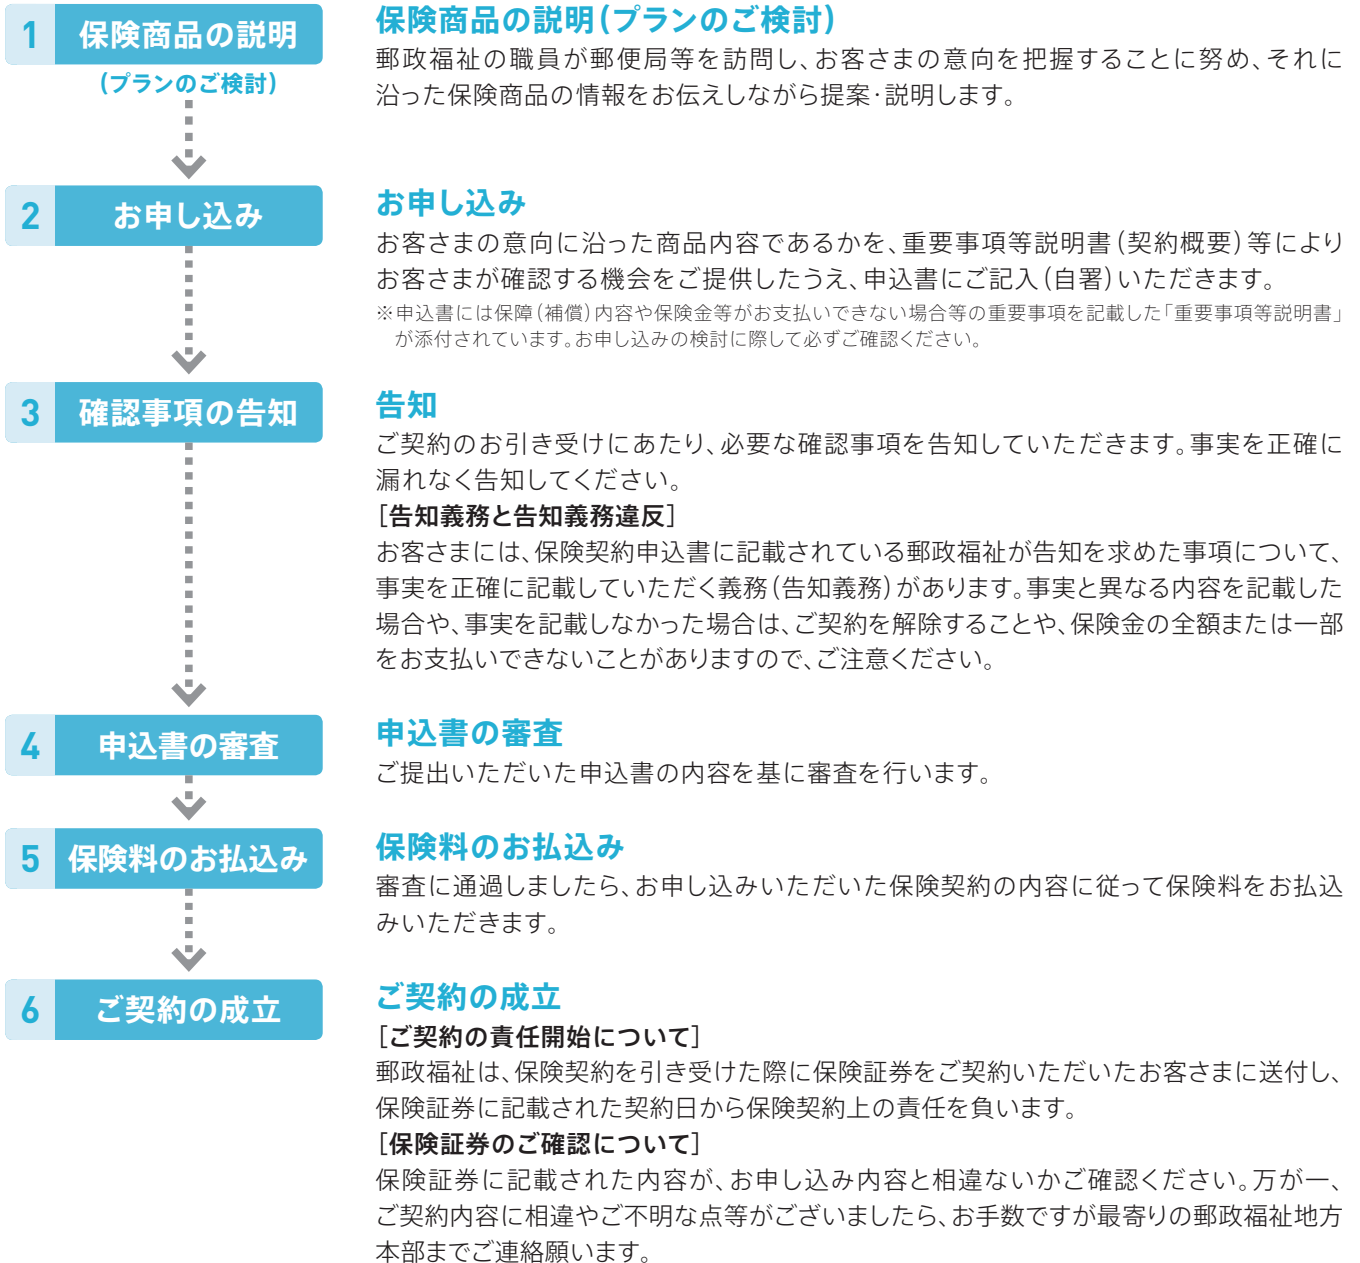 1 保険商品の説明
(プランのご検討)
保険商品の説明(プランのご検討)
郵政福祉の職員が郵便局等を訪問し、お客さまの意向を把握することに努め、それに
沿った保険商品の情報をお伝えしながら提案・説明します。
2 お申し込み
お申し込み
お客さまの意向に沿った商品内容であるかを、重要事項等説明書(契約概要)等により
お客さまが確認する機会をご提供したうえ、申込書にご記入(自署)いただきます。
※申込書には保障(補償)内容や保険金等がお支払いできない場合等の重要事項を記載した「重要事項等説明書」
が添付されています。お申し込みの検討に際して必ずご確認ください。
3 確認事項の告知
告知
ご契約のお引き受けにあたり、必要な確認事項を告知していただきます。事実を正確に
漏れなく告知してください。
[告知義務と告知義務違反]
お客さまには、保険契約申込書に記載されている郵政福祉が告知を求めた事項について、
事実を正確に記載していただく義務(告知義務)があります。事実と異なる内容を記載した
場合や、事実を記載しなかった場合は、ご契約を解除することや、保険金の全額または一部
をお支払いできないことがありますので、ご注意ください。
4 申込書の審査
申込書の審査
ご提出いただいた申込書の内容を基に審査を行います。
5 保険料のお払込み
保険料のお払込み
審査に通過しましたら、お申し込みいただいた保険契約の内容に従って保険料をお払込
みいただきます。
6 ご契約の成立
ご契約の成立
[ご契約の責任開始について]
郵政福祉は、保険契約を引き受けた際に保険証券をご契約いただいたお客さまに送付し、
保険証券に記載された契約日から保険契約上の責任を負います。
[保険証券のご確認について]
保険証券に記載された内容が、お申し込み内容と相違ないかご確認ください。万が一、
ご契約内容に相違やご不明な点等がございましたら、お手数ですが最寄りの郵政福祉地方
本部までご連絡願います。